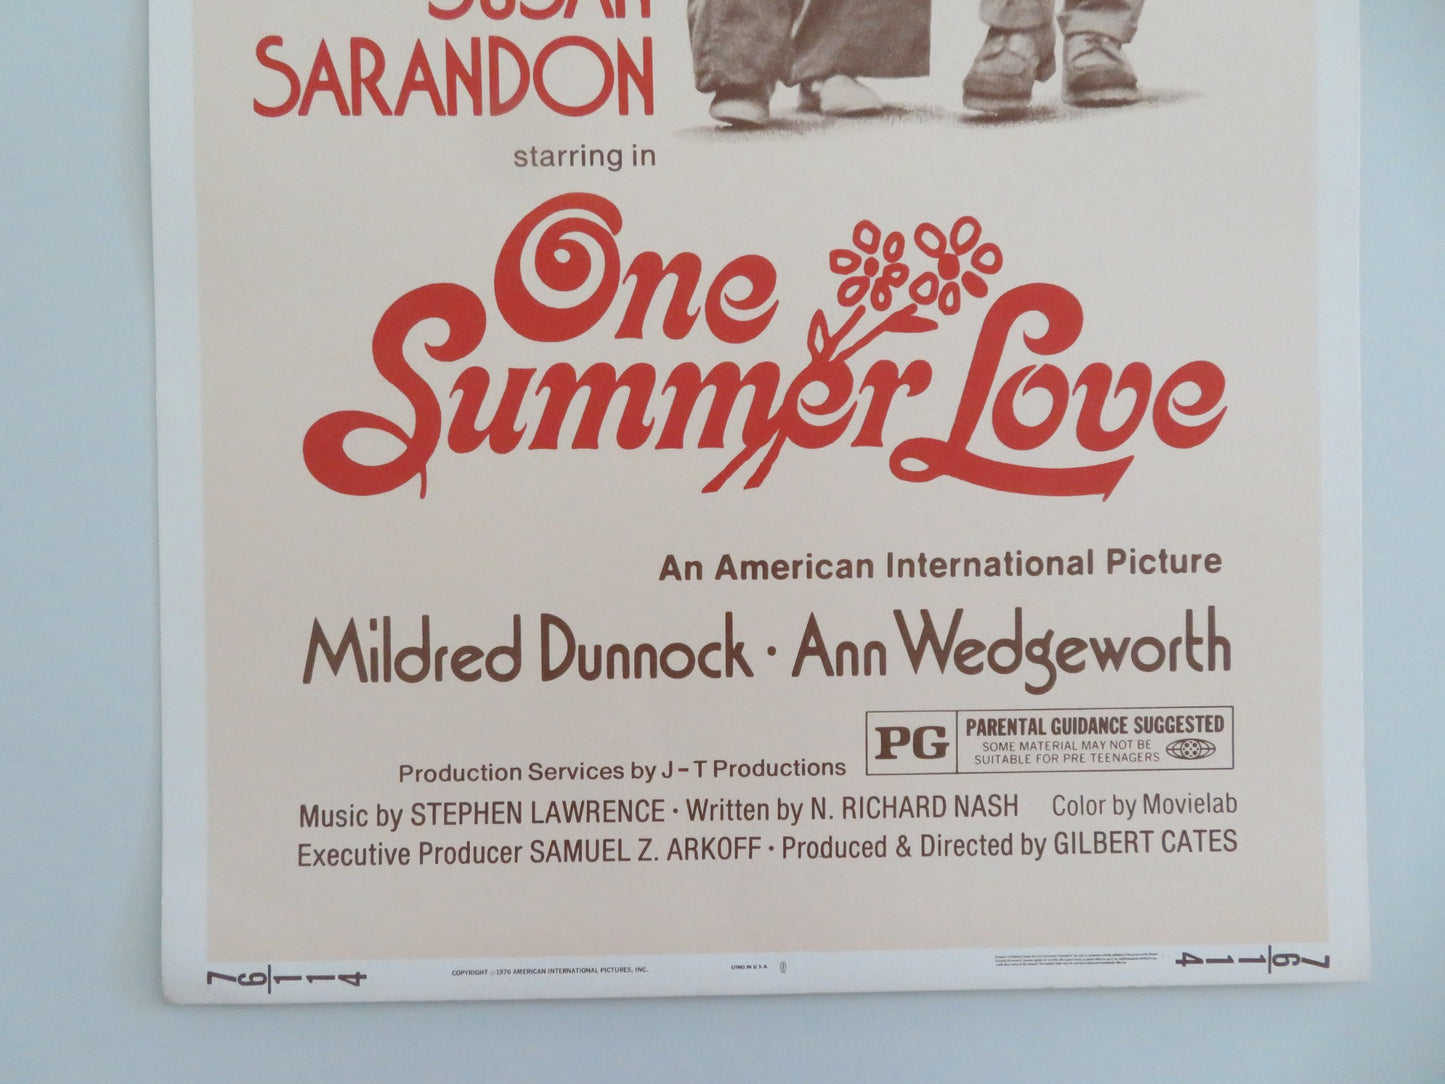 SUSAN
SARANDON
starring in
One
Summer Love
An American International Picture
Mildred Dunnock · Ann Wedgeworth
PG
PARENTAL GUIDANCE SUGGESTED
SOME MATERIAL MAY NOT BE
SUITABLE FOR PRE-TEENAGERS
Production Services by J-T Productions
Music by STEPHEN LAWRENCE · Written by N. RICHARD NASH Color by Movielab
Executive Producer SAMUEL Z. ARKOFF · Produced & Directed by GILBERT CATES
76/114
COPYRIGHT ©1976 AMERICAN INTERNATIONAL PICTURES, INC.
LITHO. IN U.S.A.
76/114